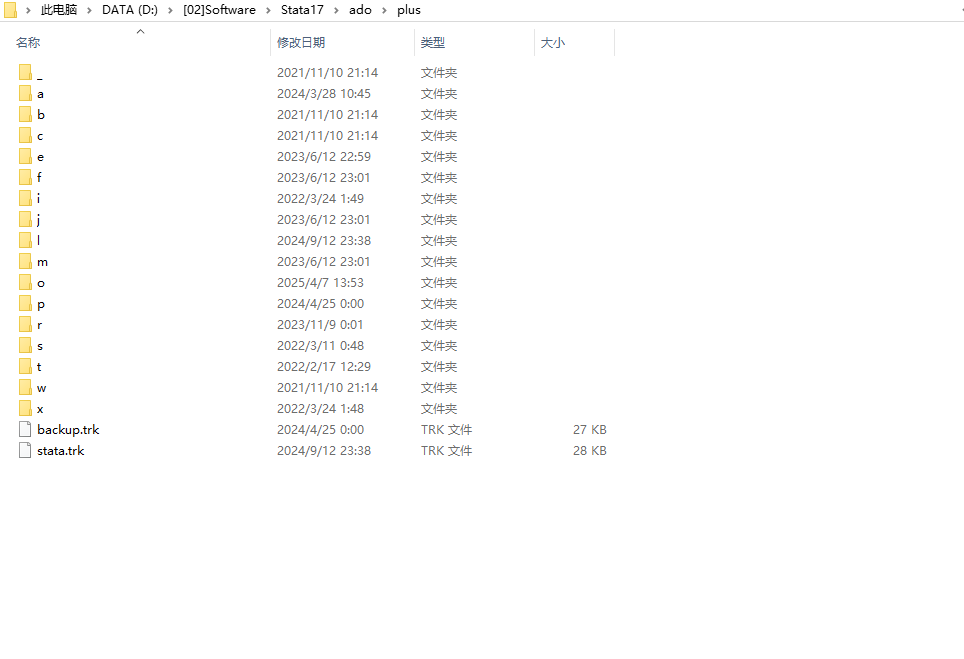 此电脑 › DATA (D:) › [02]Software › Stata17 › ado › plus
名称 修改日期 类型 大小
_ 2021/11/10 21:14 文件夹
a 2024/3/28 10:45 文件夹
b 2021/11/10 21:14 文件夹
c 2021/11/10 21:14 文件夹
e 2023/6/12 22:59 文件夹
f 2023/6/12 23:01 文件夹
i 2022/3/24 1:49 文件夹
j 2023/6/12 23:01 文件夹
l 2024/9/12 23:38 文件夹
m 2023/6/12 23:01 文件夹
o 2025/4/7 13:53 文件夹
p 2024/4/25 0:00 文件夹
r 2023/11/9 0:01 文件夹
s 2022/3/11 0:48 文件夹
t 2022/2/17 12:29 文件夹
w 2021/11/10 21:14 文件夹
x 2022/3/24 1:48 文件夹
backup.trk 2024/4/25 0:00 TRK 文件 27 KB
stata.trk 2024/9/12 23:38 TRK 文件 28 KB